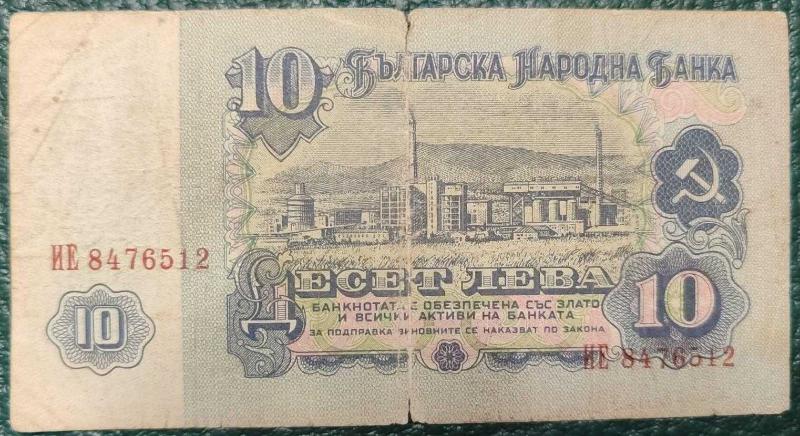 10 БЪЛГАРСКА НАРОДНА БАНКА
ИЕ 8476512
ДЕСЕТ ЛЕВА
10
БАНКНОТАТА Е ОБЕЗПЕЧЕНА СЪС ЗЛАТО
И ВСИЧКИ АКТИВИ НА БАНКАТА
ЗА ПОДПРАВКА ВИНОВНИТЕ СЕ НАКАЗВАТ ПО ЗАКОНА
10
ИЕ 8476512